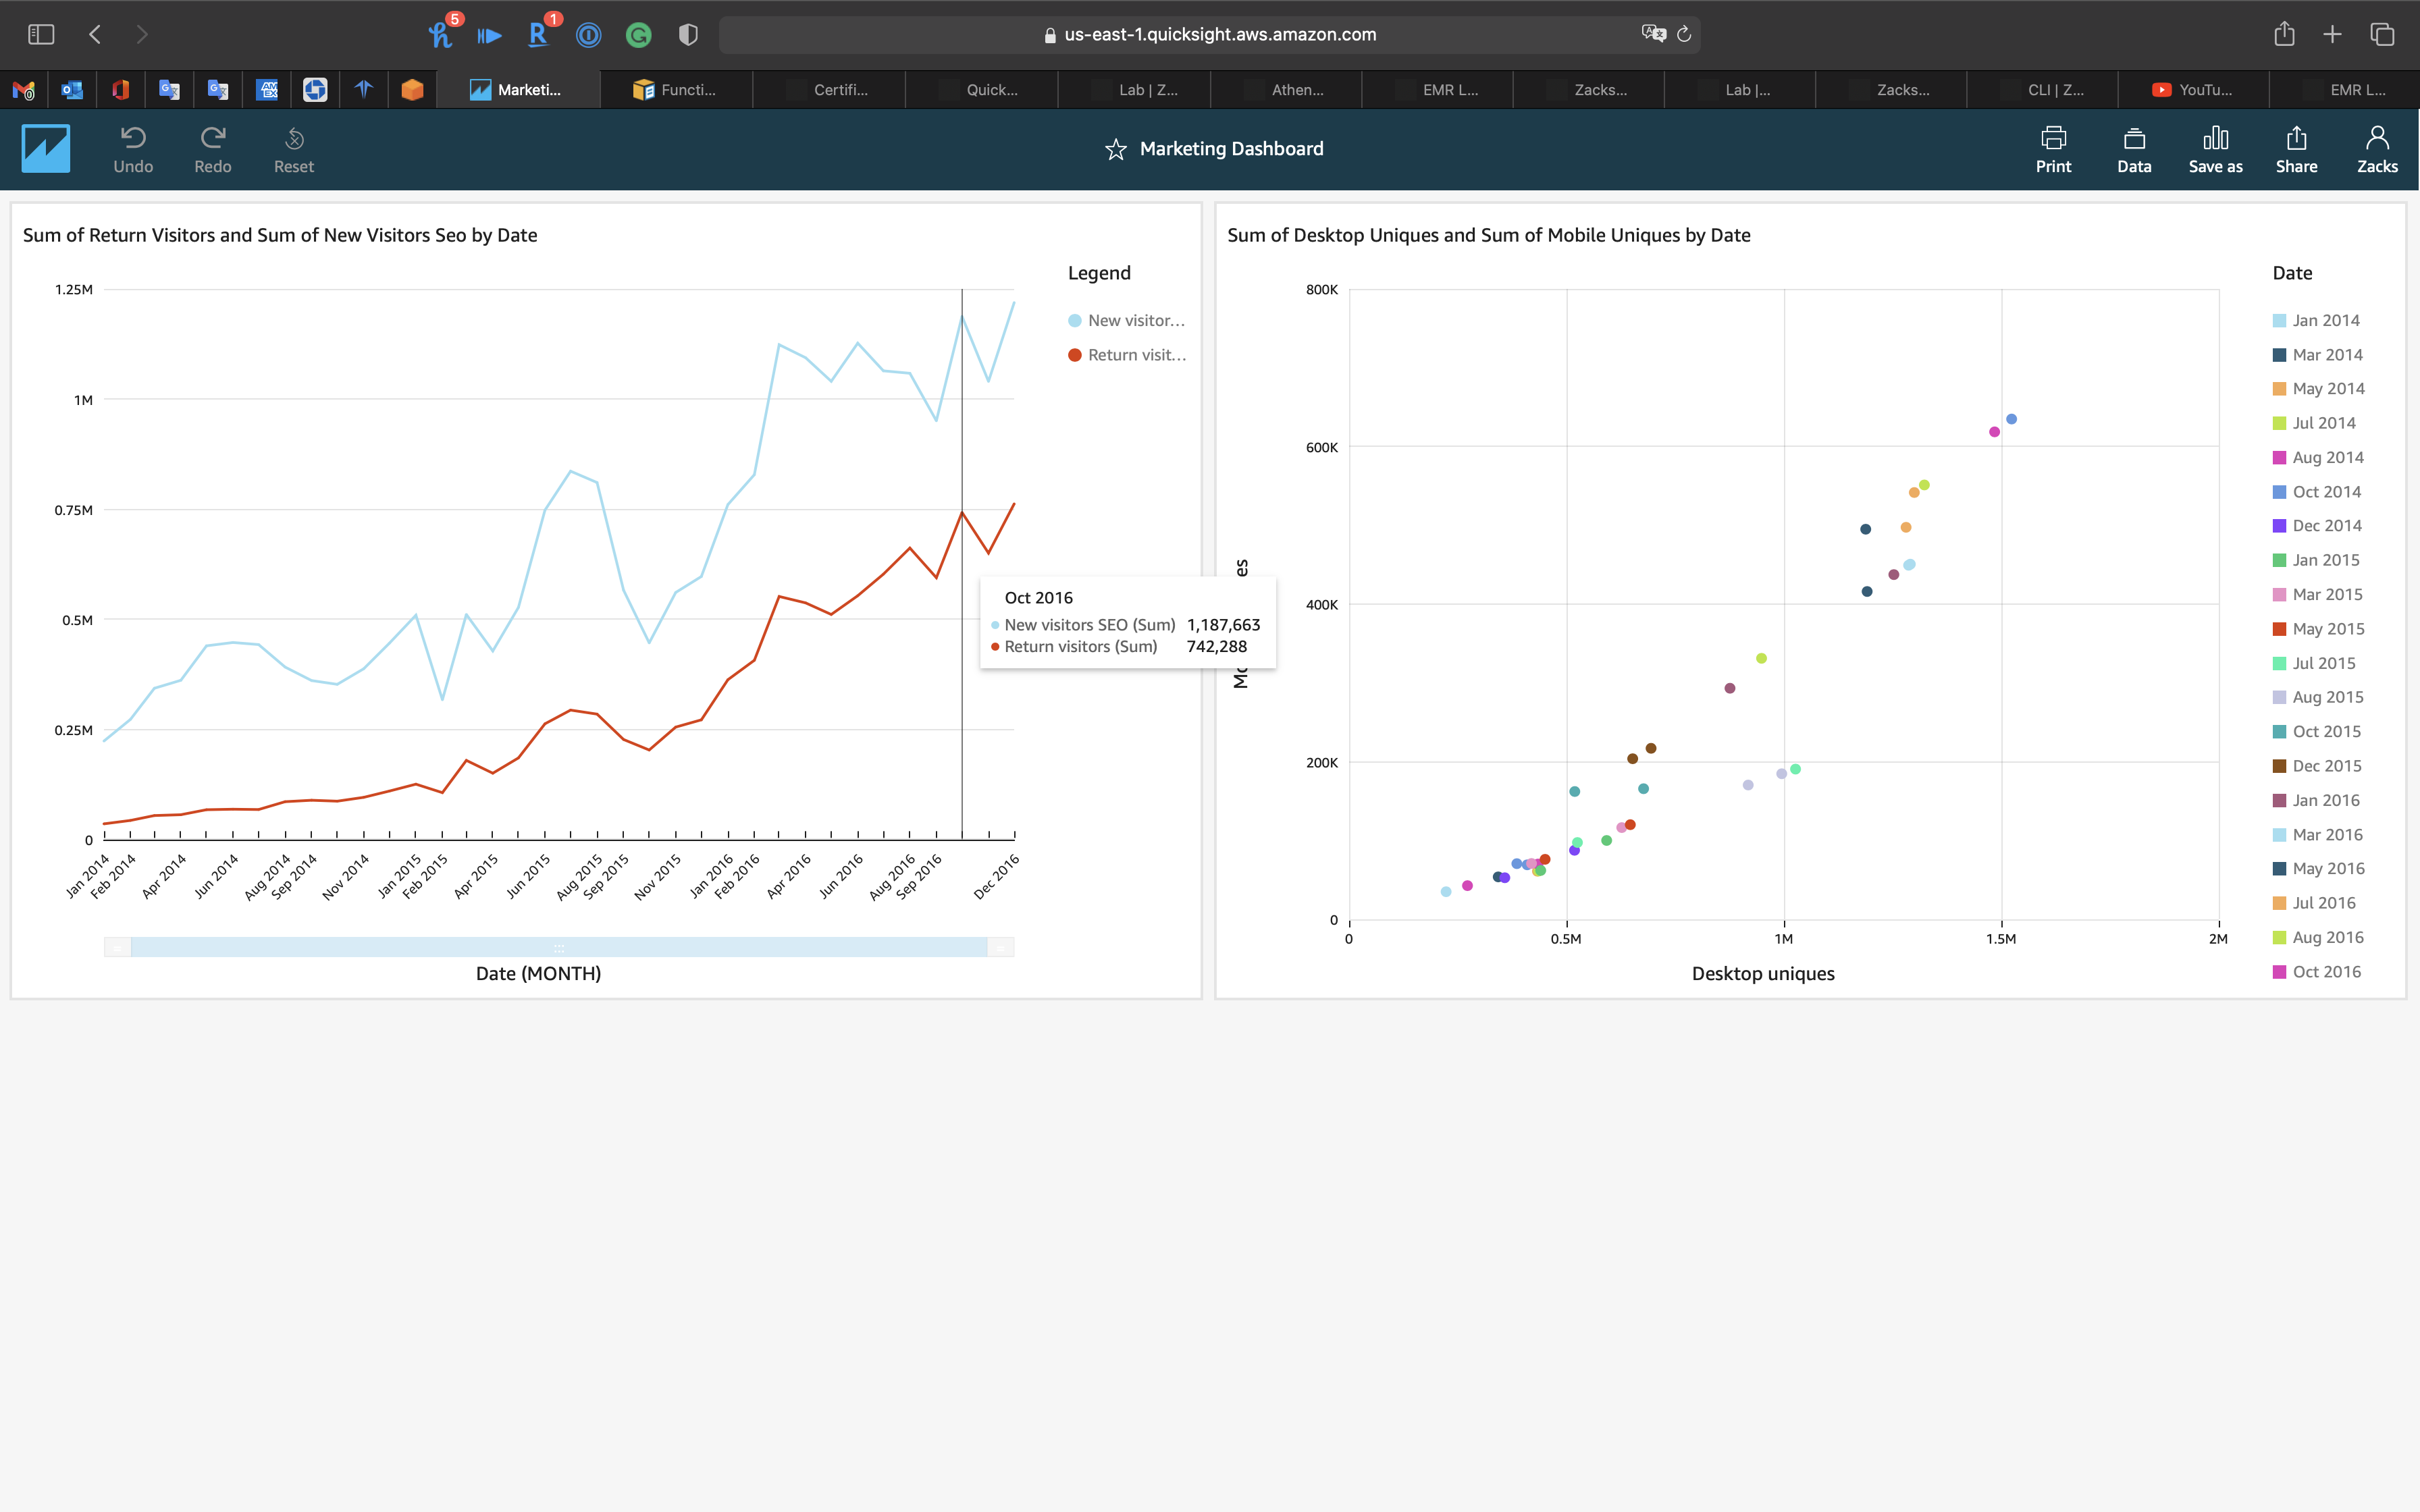 5
1
us-east-1.quicksight.aws.amazon.com
Marketi...
Functi...
Certifi...
Quick...
Lab | Z...
Athen...
EMR L...
Zacks...
Lab |...
Zacks...
CLI | Z...
YouTu...
EMR L...
Undo
Redo
Reset
Marketing Dashboard
Print
Data
Save as
Share
Zacks
Sum of Return Visitors and Sum of New Visitors Seo by Date
Legend
New visitor...
Return visit...
1.25M
1M
0.75M
0.5M
0.25M
0
Jan 2014
Feb 2014
Apr 2014
Jun 2014
Aug 2014
Sep 2014
Nov 2014
Jan 2015
Feb 2015
Apr 2015
Jun 2015
Aug 2015
Sep 2015
Nov 2015
Jan 2016
Feb 2016
Apr 2016
Jun 2016
Aug 2016
Sep 2016
Dec 2016
Date (MONTH)
Oct 2016
New visitors SEO (Sum) 1,187,663
Return visitors (Sum) 742,288
Sum of Desktop Uniques and Sum of Mobile Uniques by Date
800K
600K
400K
200K
0
0
0.5M
1M
1.5M
2M
Desktop uniques
Date
Jan 2014
Mar 2014
May 2014
Jul 2014
Aug 2014
Oct 2014
Dec 2014
Jan 2015
Mar 2015
May 2015
Jul 2015
Aug 2015
Oct 2015
Dec 2015
Jan 2016
Mar 2016
May 2016
Jul 2016
Aug 2016
Oct 2016